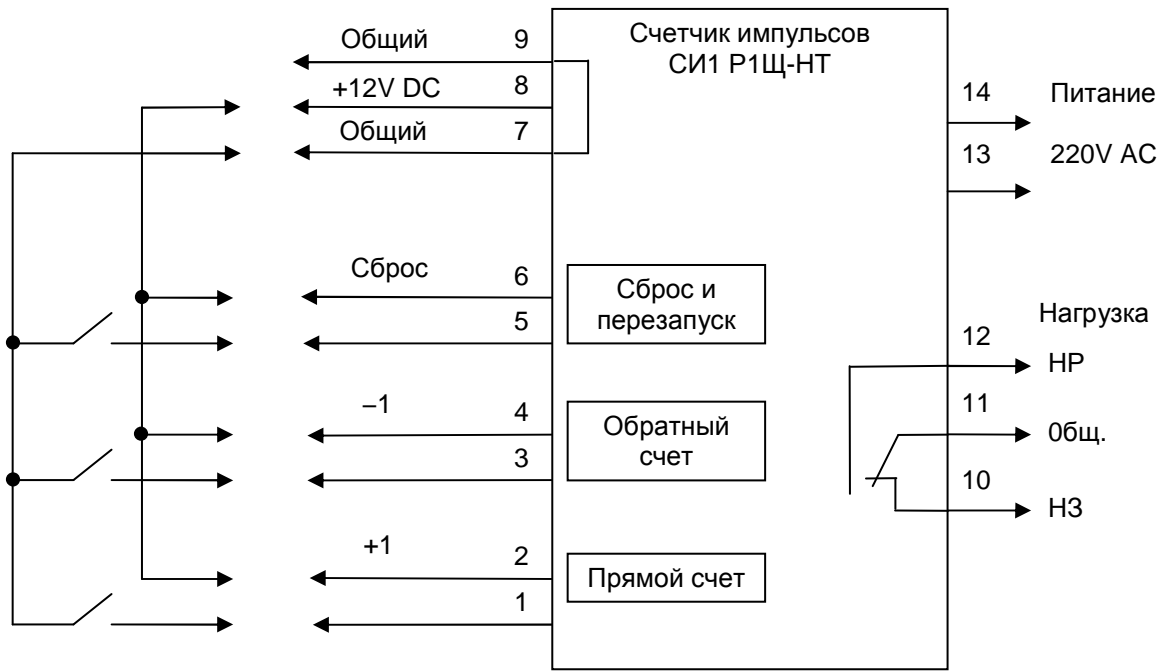 Счетчик импульсов
СИ1 Р1Щ-НТ
Общий 9
+12V DC 8
Общий 7
14 Питание
13 220V AC
Сброс 6
5
Сброс и
перезапуск
Нагрузка
12 НР
11 0бщ.
10 НЗ
–1 4
3
Обратный
счет
+1 2
1
Прямой счет